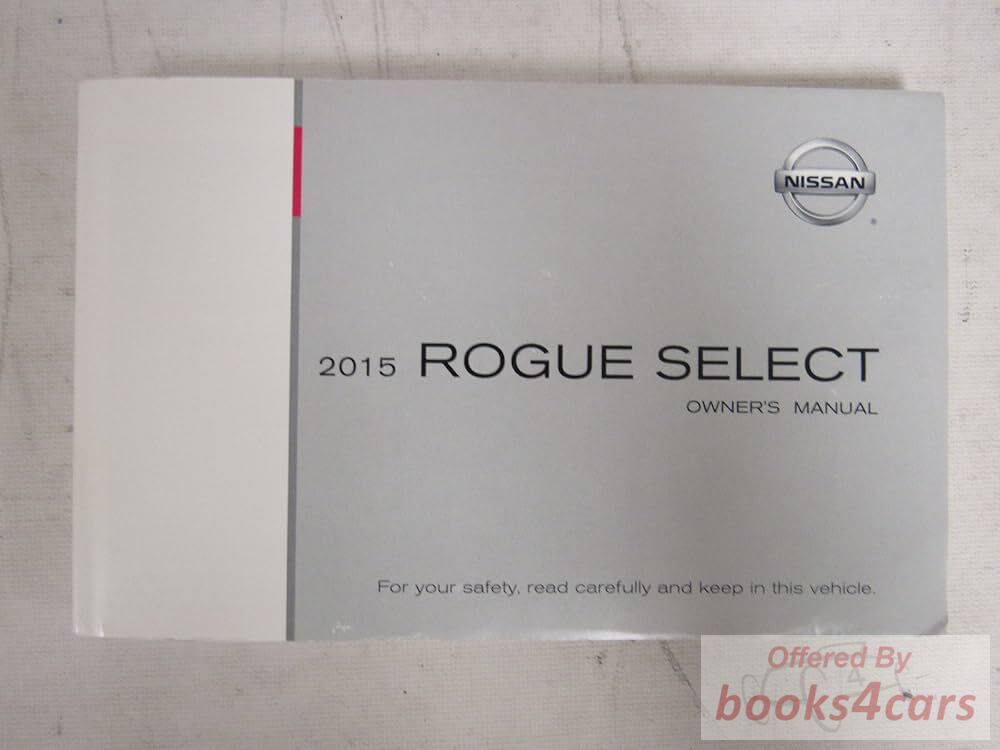 NISSAN
®
2015 ROGUE SELECT
OWNER'S MANUAL
For your safety, read carefully and keep in this vehicle.
Offered By
books4cars